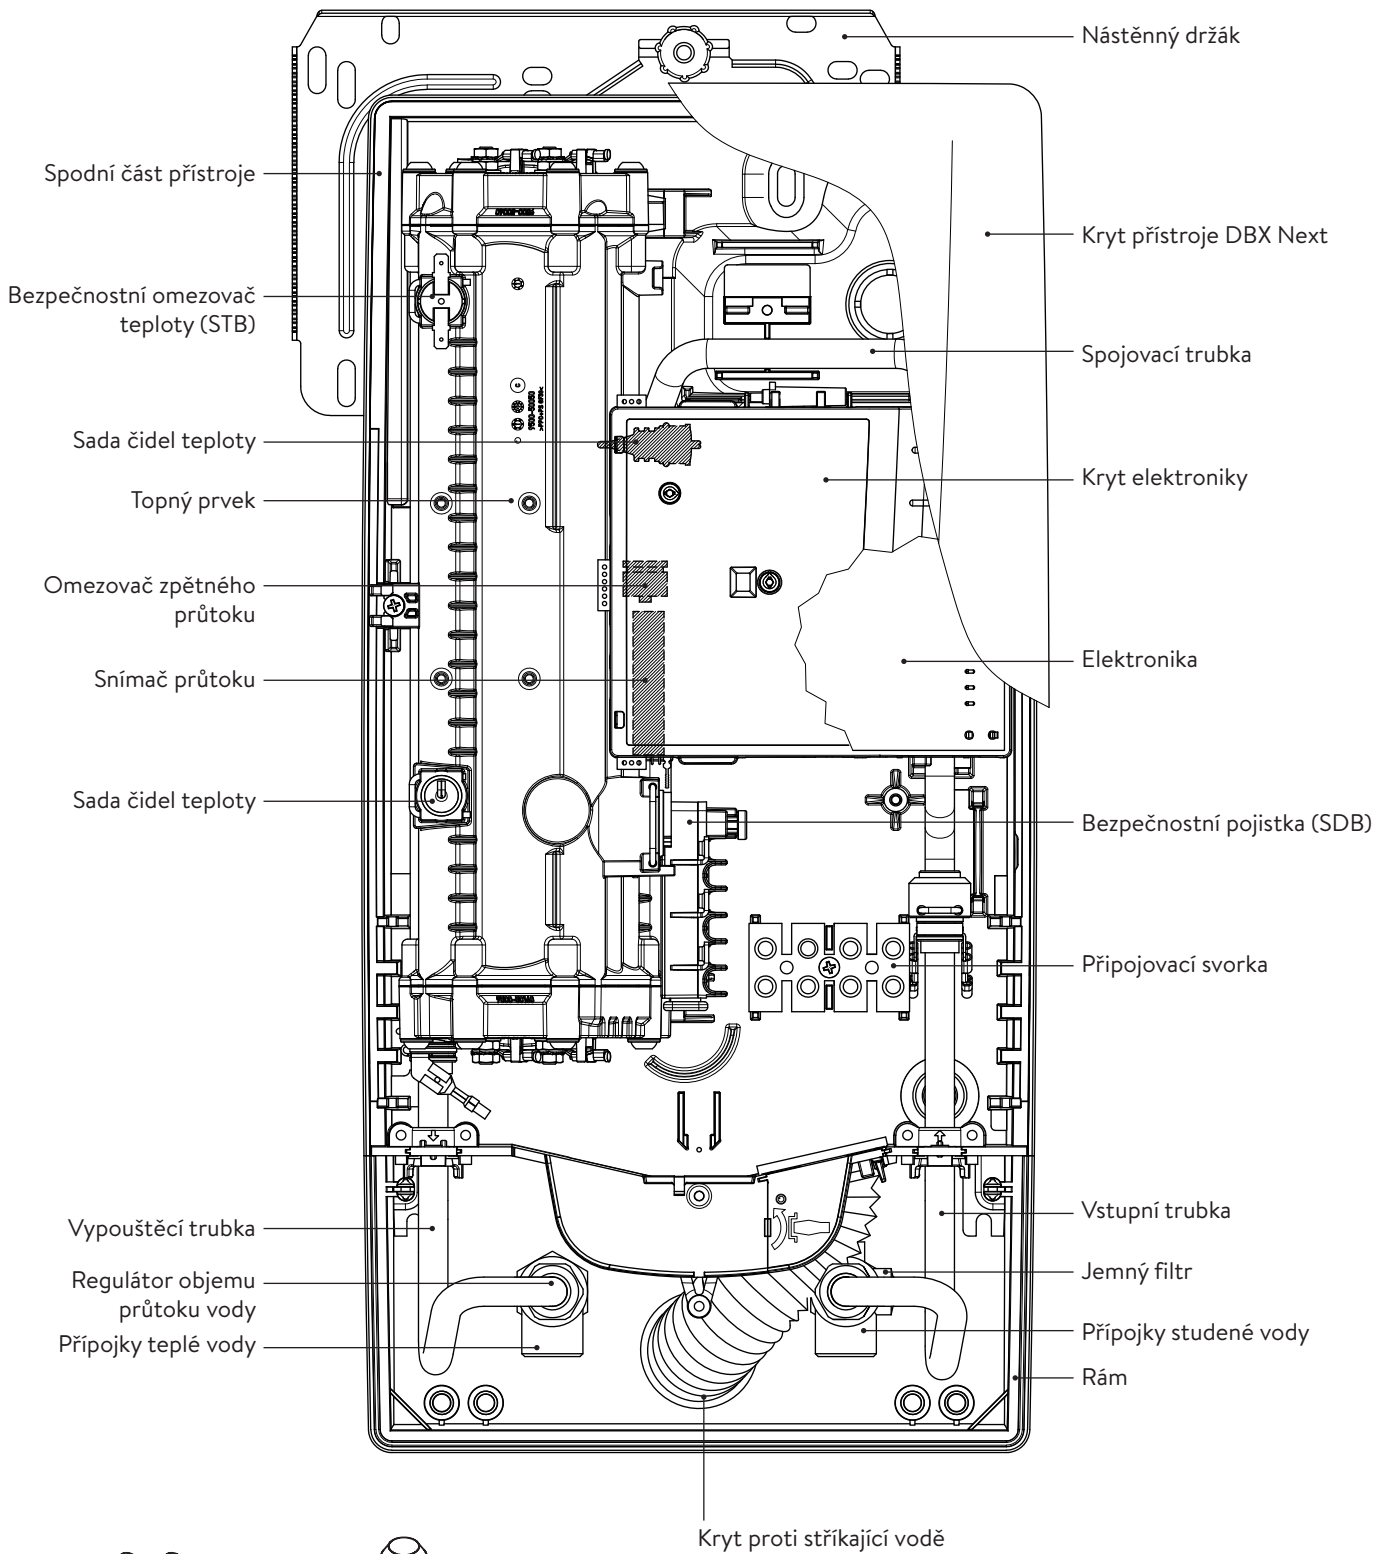 Nástěnný držák
Spodní část přístroje
Kryt přístroje DBX Next
Bezpečnostní omezovač
teploty (STB)
Spojovací trubka
Sada čidel teploty
Kryt elektroniky
Topný prvek
Omezovač zpětného
průtoku
Elektronika
Snímač průtoku
Sada čidel teploty
Bezpečnostní pojistka (SDB)
Připojovací svorka
Vstupní trubka
Vypouštěcí trubka
Jemný filtr
Regulátor objemu
průtoku vody
Přípojky studené vody
Přípojky teplé vody
Rám
Kryt proti stříkající vodě